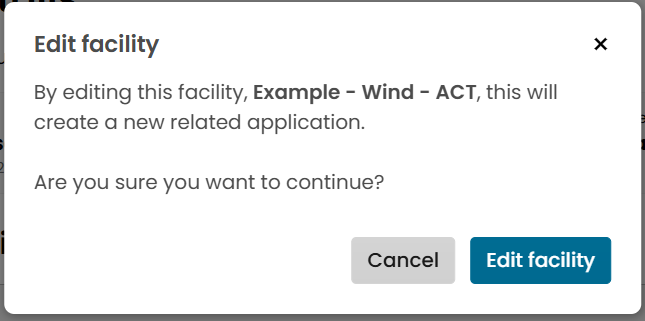 Edit facility
×
By editing this facility, Example - Wind - ACT, this will
create a new related application.
Are you sure you want to continue?
Cancel
Edit facility